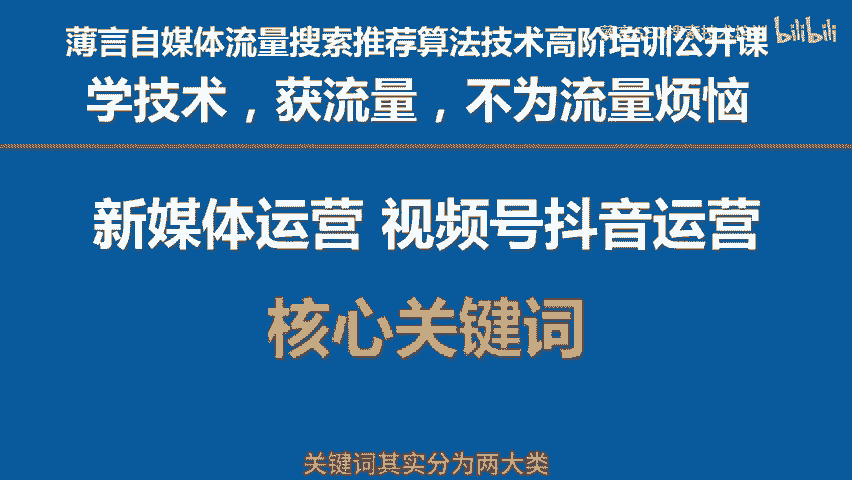 薄言自媒体流量搜索推荐算法技术高阶培训公开课
bilibili
学技术，获流量，不为流量烦恼
新媒体运营 视频号抖音运营
核心关键词
关键词其实分为两大类